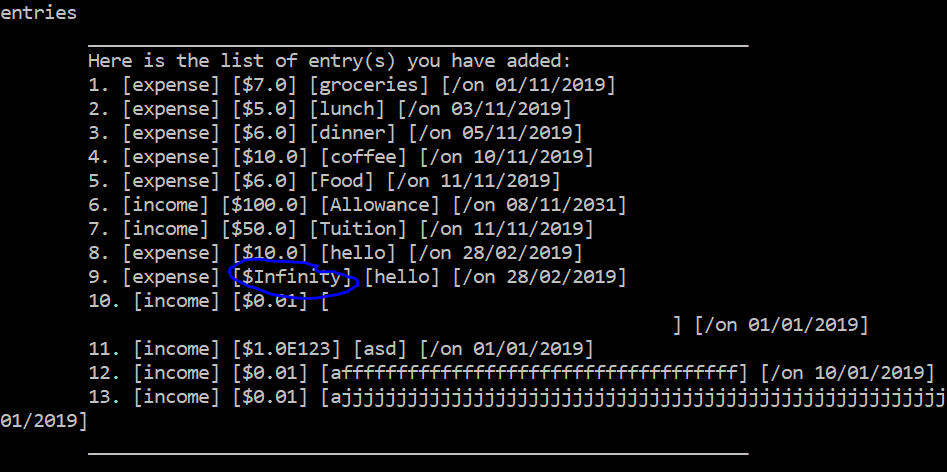 entries
____________________________________________________________
Here is the list of entry(s) you have added:
1. [expense] [$7.0] [groceries] [/on 01/11/2019]
2. [expense] [$5.0] [lunch] [/on 03/11/2019]
3. [expense] [$6.0] [dinner] [/on 05/11/2019]
4. [expense] [$10.0] [coffee] [/on 10/11/2019]
5. [expense] [$6.0] [Food] [/on 11/11/2019]
6. [income] [$100.0] [Allowance] [/on 08/11/2031]
7. [income] [$50.0] [Tuition] [/on 11/11/2019]
8. [expense] [$10.0] [hello] [/on 28/02/2019]
9. [expense] [$Infinity] [hello] [/on 28/02/2019]
10. [income] [$0.01] [
] [/on 01/01/2019]
11. [income] [$1.0E123] [asd] [/on 01/01/2019]
12. [income] [$0.01] [affffffffffffffffffffffffffffffffffff] [/on 10/01/2019]
13. [income] [$0.01] [ajjjjjjjjjjjjjjjjjjjjjjjjjjjjjjjjjjjjjjjjjjjjjjjjjjjjjj
01/2019]
____________________________________________________________